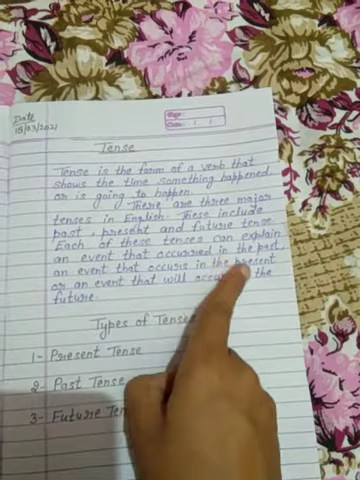 Date
18/03/2021
Page:
Date: / /
Tense
Tense is the form of a verb that
shows the time something happened
or is going to happen.
There are three major
tenses in English. These include
past, present and future tense.
Each of these tenses can explain
an event that occurred in the past,
an event that occurs in the present
or an event that will the
future.
Types of Tense
1- Present Tense
2- Past Tense
3- Future